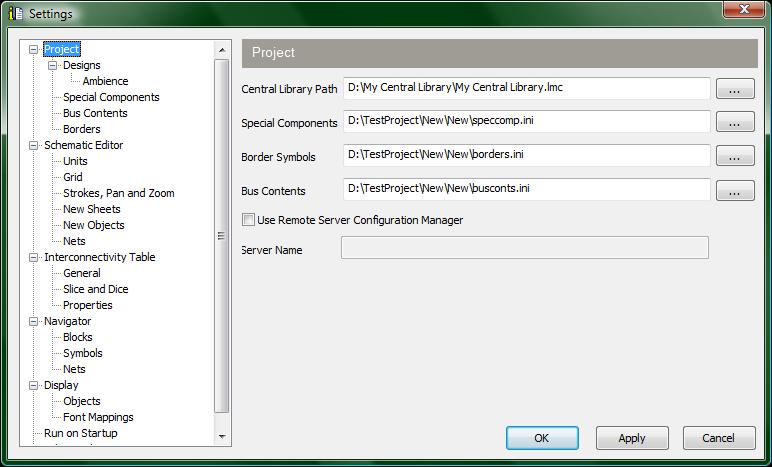 Settings
Project
Designs
Ambience
Special Components
Bus Contents
Borders
Schematic Editor
Units
Grid
Strokes, Pan and Zoom
New Sheets
New Objects
Nets
Interconnectivity Table
General
Slice and Dice
Properties
Navigator
Blocks
Symbols
Nets
Display
Objects
Font Mappings
Run on Startup
Project
Central Library Path D:\My Central Library\My Central Library.lmc ...
Special Components D:\TestProject\New\New\speccomp.ini ...
Border Symbols D:\TestProject\New\New\borders.ini ...
Bus Contents D:\TestProject\New\New\busconts.ini ...
Use Remote Server Configuration Manager
Server Name
OK Apply Cancel